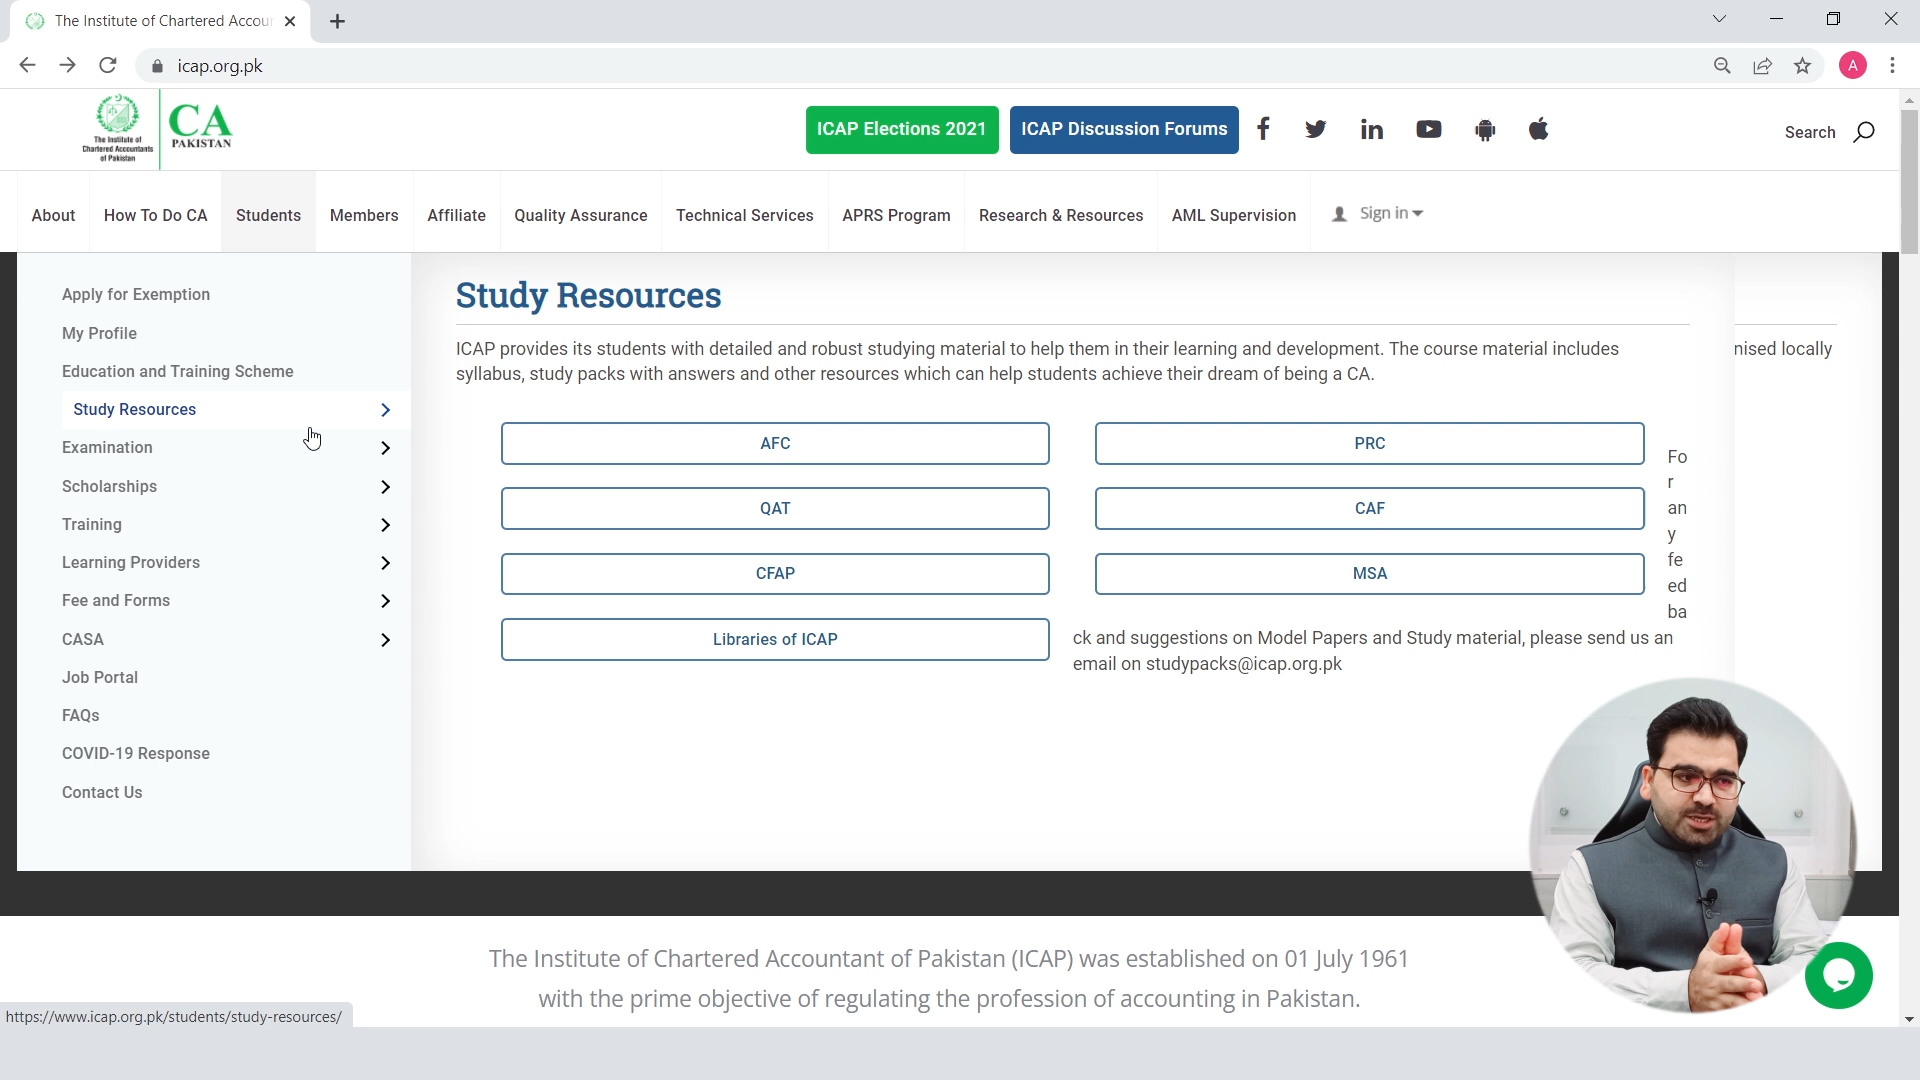 The Institute of Chartered Accour
icap.org.pk
A
The Institute of
Chartered Accountants
of Pakistan
CA
PAKISTAN
ICAP Elections 2021
ICAP Discussion Forums
Search
About
How To Do CA
Students
Members
Affiliate
Quality Assurance
Technical Services
APRS Program
Research & Resources
AML Supervision
Sign in
Apply for Exemption
My Profile
Education and Training Scheme
Study Resources
Examination
Scholarships
Training
Learning Providers
Fee and Forms
CASA
Job Portal
FAQs
COVID-19 Response
Contact Us
Study Resources
ICAP provides its students with detailed and robust studying material to help them in their learning and development. The course material includes
syllabus, study packs with answers and other resources which can help students achieve their dream of being a CA.
nised locally
AFC
PRC
QAT
CAF
CFAP
MSA
Libraries of ICAP
Fo
r
an
y
fe
ed
ba
ck and suggestions on Model Papers and Study material, please send us an
email on studypacks@icap.org.pk
The Institute of Chartered Accountant of Pakistan (ICAP) was established on 01 July 1961
with the prime objective of regulating the profession of accounting in Pakistan.
https://www.icap.org.pk/students/study-resources/